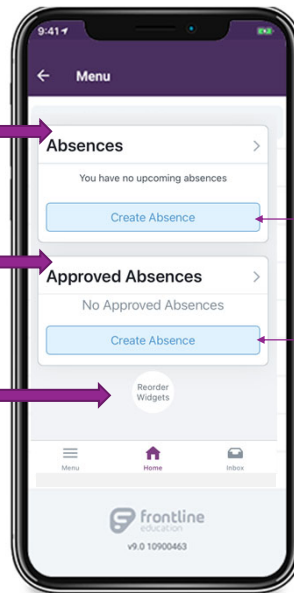 9:41
Menu
Absences
You have no upcoming absences
Create Absence
Approved Absences
No Approved Absences
Create Absence
Reorder
Widgets
Menu Home Inbox
frontline
education
v9.0 10900463